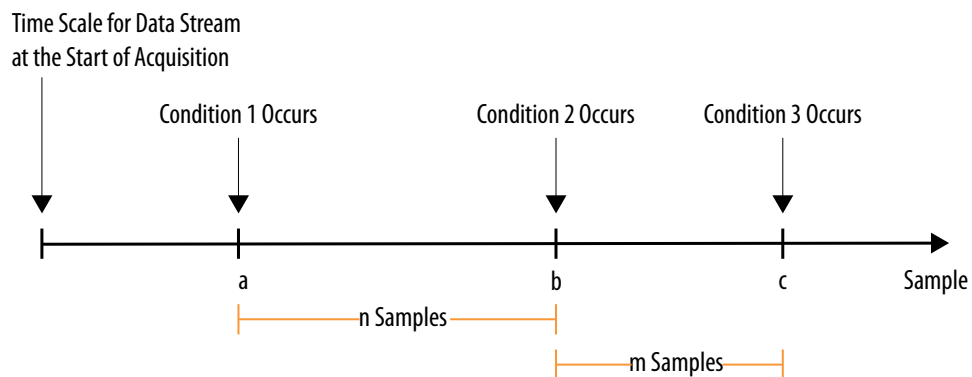 Time Scale for Data Stream
at the Start of Acquisition
Condition 1 Occurs
Condition 2 Occurs
Condition 3 Occurs
a
b
c
Sample
n Samples
m Samples